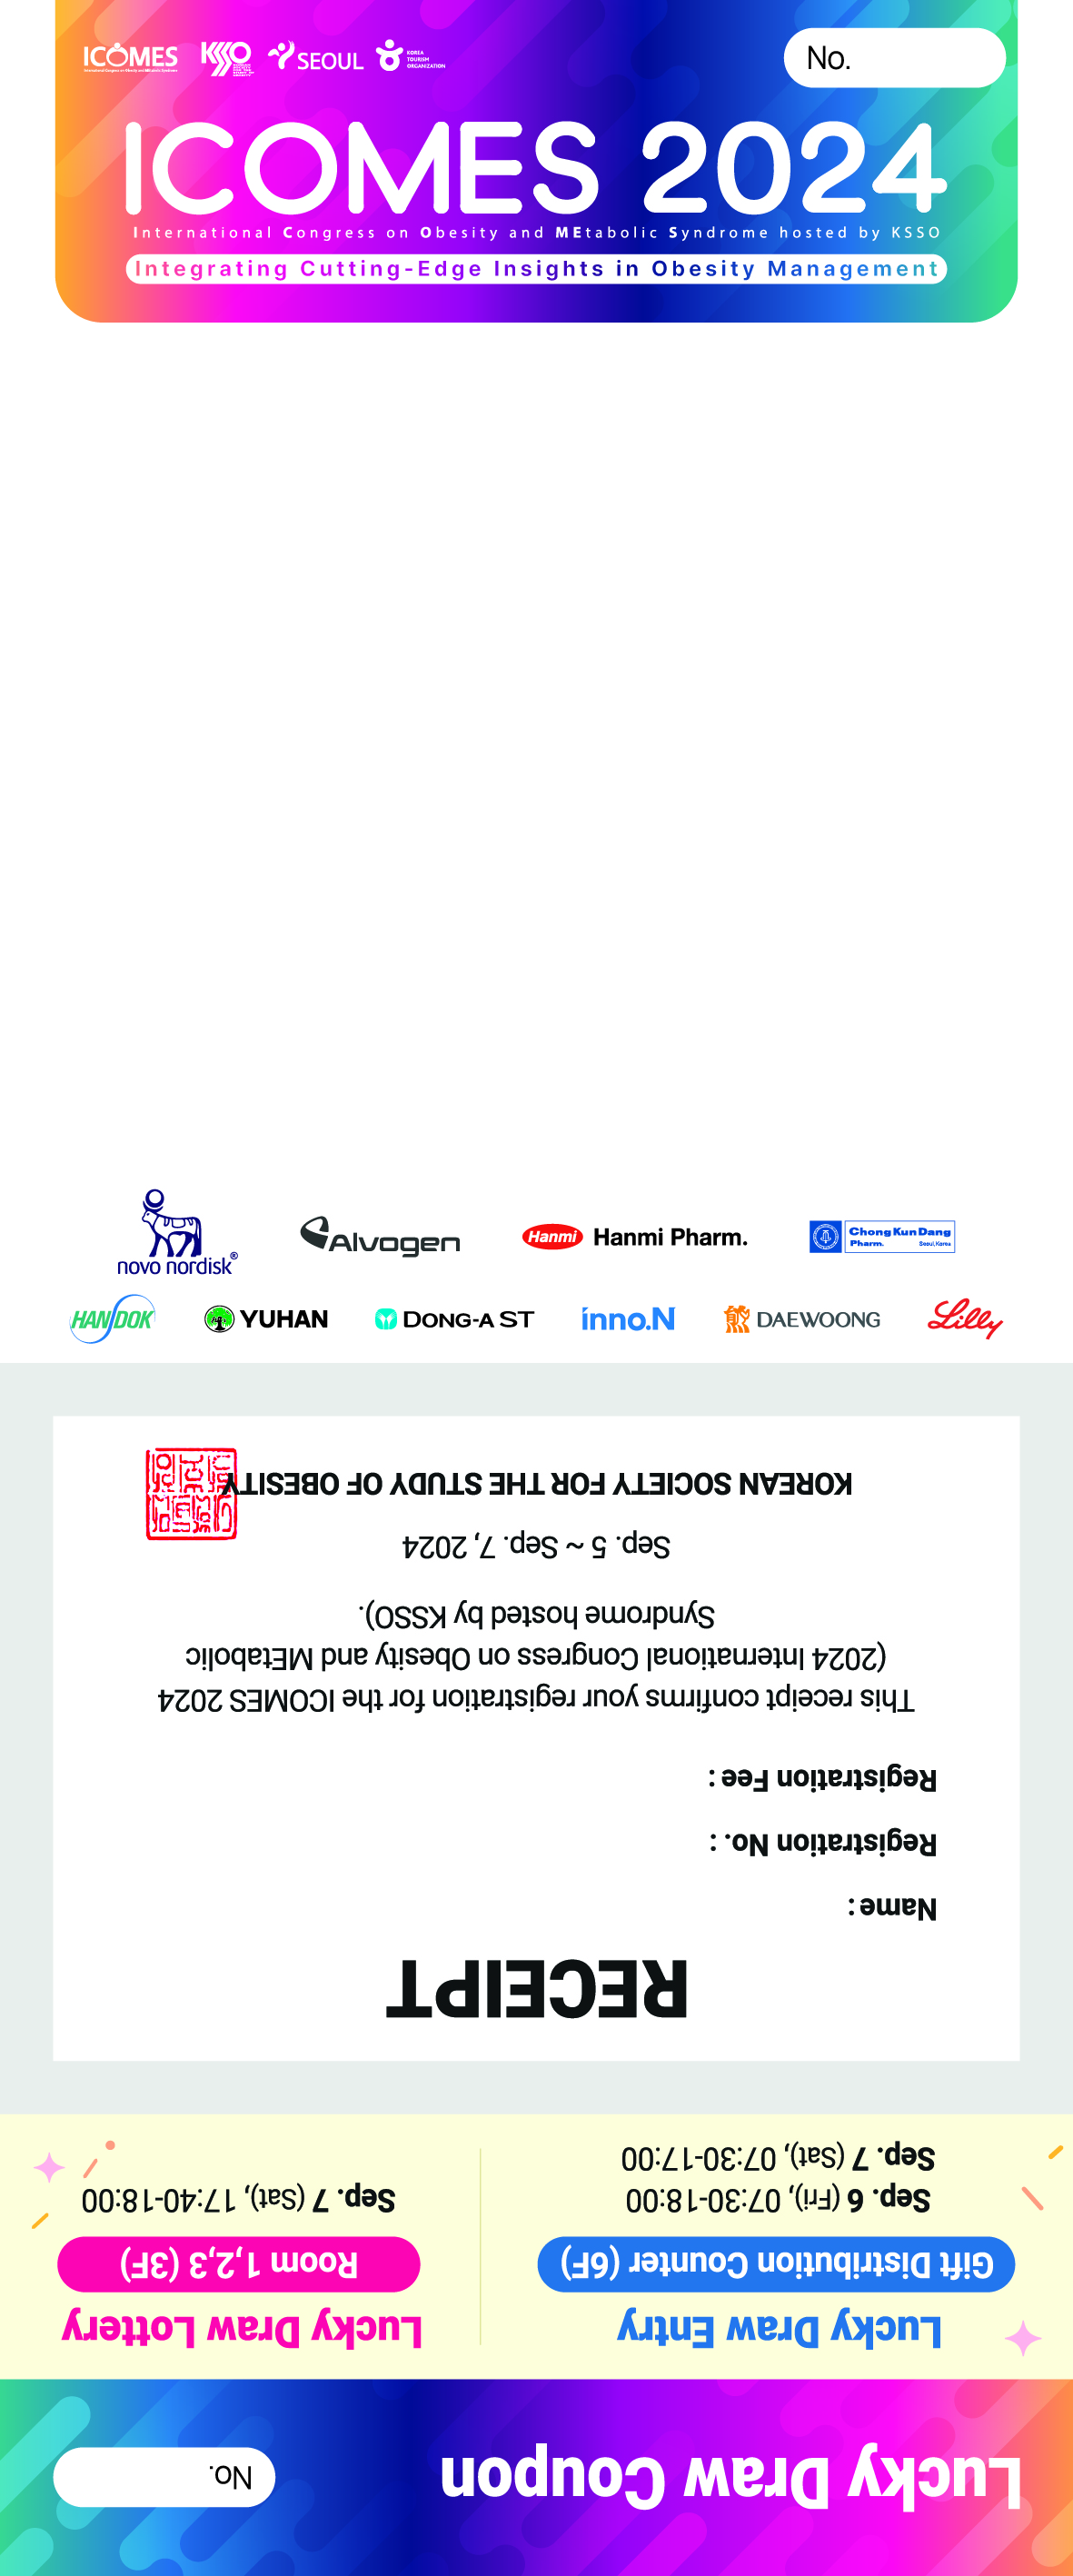 ICOMES
KSSO
SEOUL
KOREA
TOURISM
ORGANIZATION
No.
ICOMES 2024
International Congress on Obesity and MEtabolic Syndrome hosted by KSSO
Integrating Cutting-Edge Insights in Obesity Management
novo nordisk®
Alvogen
Hanmi Hanmi Pharm.
Chong Kun Dang
Pharm. Seoul, Korea
HANDOK
YUHAN
DONG-A ST
inno.N
DAEWOONG
Lilly
Lucky Draw Coupon
No.
Lucky Draw Entry
Gift Distribution Counter (6F)
Sep. 6 (Fri), 07:30-18:00
Sep. 7 (Sat), 07:30-17:00
Lucky Draw Lottery
Room 1,2,3 (3F)
Sep. 7 (Sat), 17:40-18:00
RECEIPT
Name :
Registration No. :
Registration Fee :
This receipt confirms your registration for the ICOMES 2024
(2024 International Congress on Obesity and MEtabolic
Syndrome hosted by KSSO).
Sep. 5 ~ Sep. 7, 2024
KOREAN SOCIETY FOR THE STUDY OF OBESITY